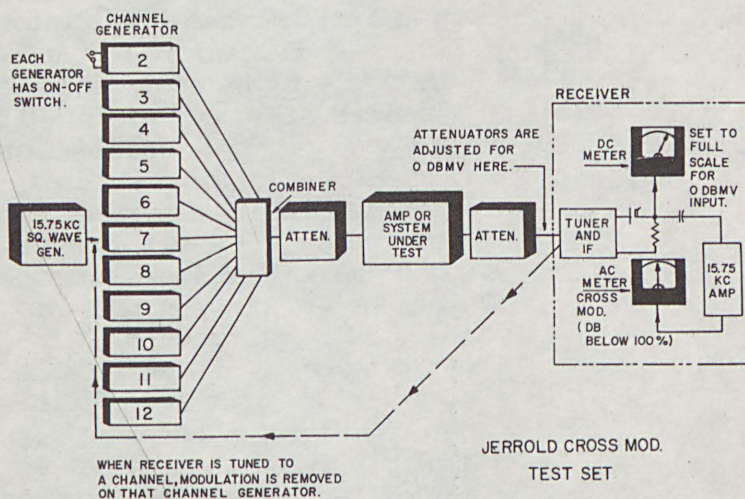 CHANNEL
GENERATOR
EACH
GENERATOR
HAS ON-OFF
SWITCH.
2
3
4
5
6
7
8
9
10
11
12
15.75 KC
SQ. WAVE
GEN.
COMBINER
ATTEN.
AMP OR
SYSTEM
UNDER
TEST
ATTEN.
ATTENUATORS ARE
ADJUSTED FOR
0 DBMV HERE.
RECEIVER
DC
METER
SET TO
FULL
SCALE
FOR
0 DBMV
INPUT.
TUNER
AND
IF
AC
METER
CROSS
MOD.
(DB
BELOW 100%)
15.75
KC
AMP
WHEN RECEIVER IS TUNED TO
A CHANNEL, MODULATION IS REMOVED
ON THAT CHANNEL GENERATOR.
JERROLD CROSS MOD.
TEST SET